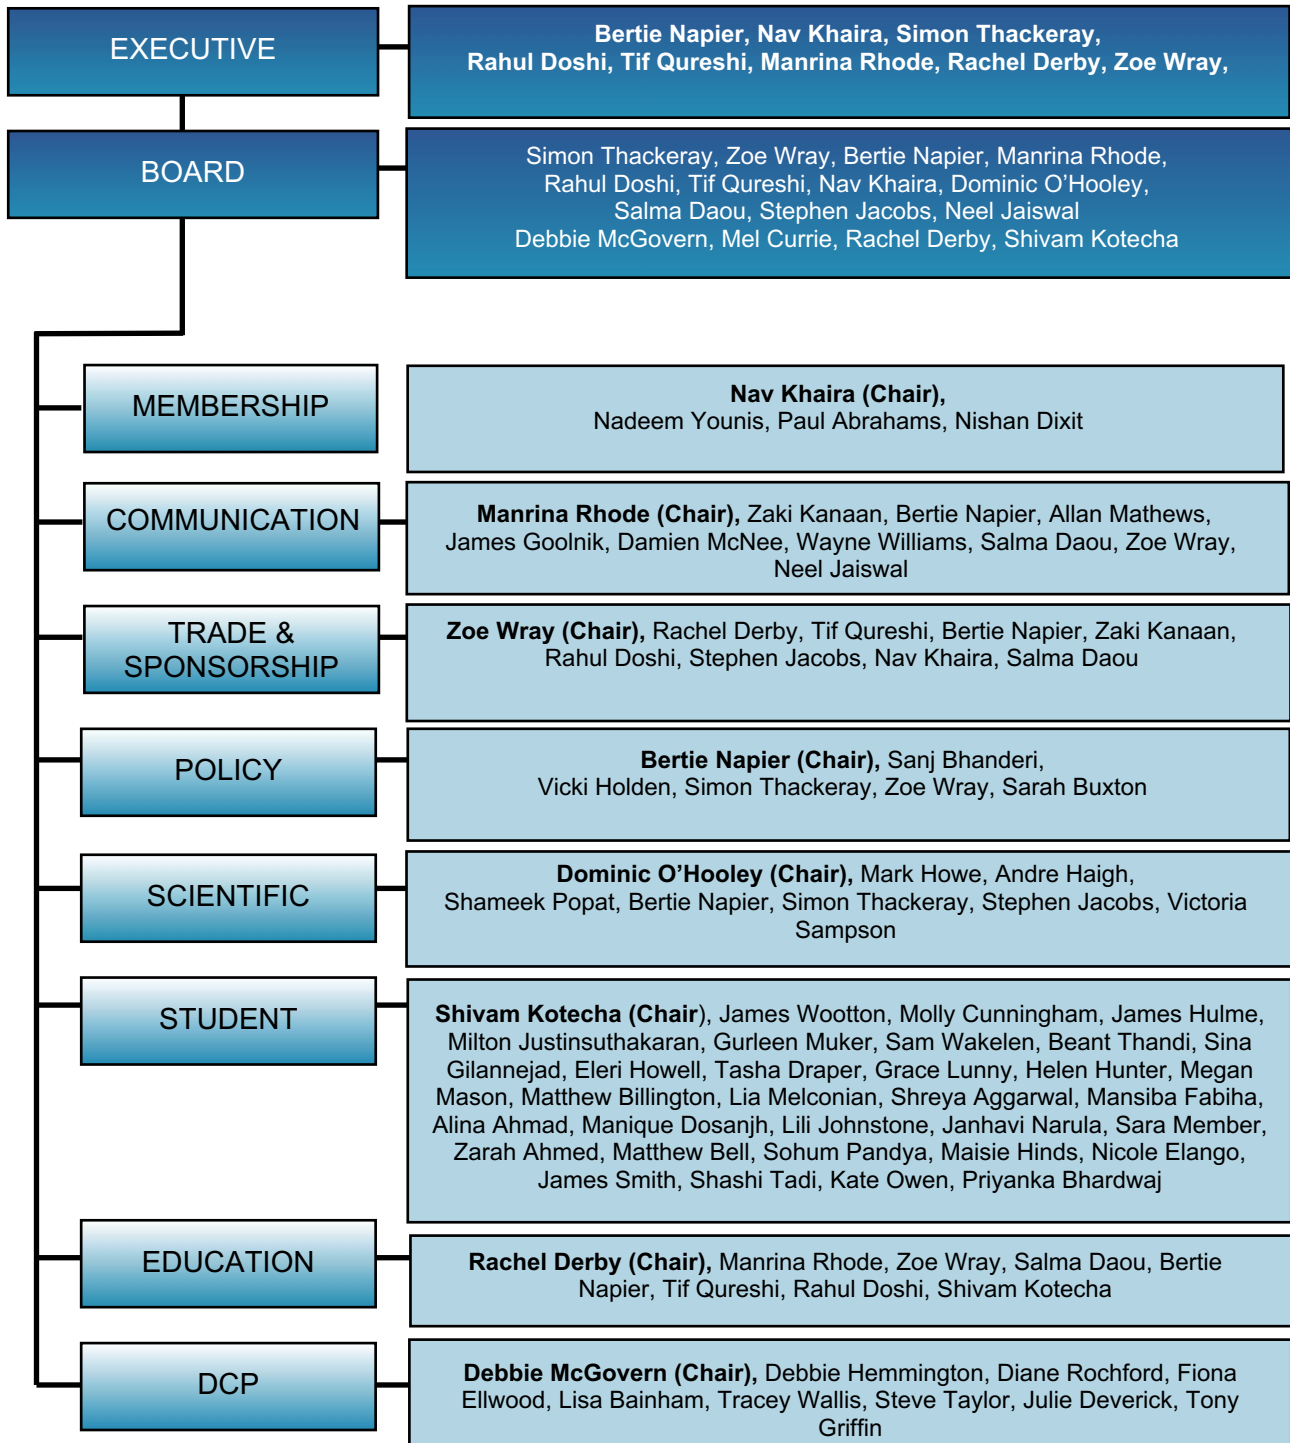 EXECUTIVE
Bertie Napier, Nav Khaira, Simon Thackeray,
Rahul Doshi, Tif Qureshi, Manrina Rhode, Rachel Derby, Zoe Wray,
BOARD
Simon Thackeray, Zoe Wray, Bertie Napier, Manrina Rhode,
Rahul Doshi, Tif Qureshi, Nav Khaira, Dominic O’Hooley,
Salma Daou, Stephen Jacobs, Neel Jaiswal
Debbie McGovern, Mel Currie, Rachel Derby, Shivam Kotecha
MEMBERSHIP
Nav Khaira (Chair),
Nadeem Younis, Paul Abrahams, Nishan Dixit
COMMUNICATION
Manrina Rhode (Chair), Zaki Kanaan, Bertie Napier, Allan Mathews,
James Goolnik, Damien McNee, Wayne Williams, Salma Daou, Zoe Wray,
Neel Jaiswal
TRADE &
SPONSORSHIP
Zoe Wray (Chair), Rachel Derby, Tif Qureshi, Bertie Napier, Zaki Kanaan,
Rahul Doshi, Stephen Jacobs, Nav Khaira, Salma Daou
POLICY
Bertie Napier (Chair), Sanj Bhanderi,
Vicki Holden, Simon Thackeray, Zoe Wray, Sarah Buxton
SCIENTIFIC
Dominic O’Hooley (Chair), Mark Howe, Andre Haigh,
Shameek Popat, Bertie Napier, Simon Thackeray, Stephen Jacobs, Victoria
Sampson
STUDENT
Shivam Kotecha (Chair), James Wootton, Molly Cunningham, James Hulme,
Milton Justinsuthakaran, Gurleen Muker, Sam Wakelen, Beant Thandi, Sina
Gilannejad, Eleri Howell, Tasha Draper, Grace Lunny, Helen Hunter, Megan
Mason, Matthew Billington, Lia Melconian, Shreya Aggarwal, Mansiba Fabiha,
Alina Ahmad, Manique Dosanjh, Lili Johnstone, Janhavi Narula, Sara Member,
Zarah Ahmed, Matthew Bell, Sohum Pandya, Maisie Hinds, Nicole Elango,
James Smith, Shashi Tadi, Kate Owen, Priyanka Bhardwaj
EDUCATION
Rachel Derby (Chair), Manrina Rhode, Zoe Wray, Salma Daou, Bertie
Napier, Tif Qureshi, Rahul Doshi, Shivam Kotecha
DCP
Debbie McGovern (Chair), Debbie Hemmington, Diane Rochford, Fiona
Ellwood, Lisa Bainham, Tracey Wallis, Steve Taylor, Julie Deverick, Tony
Griffin